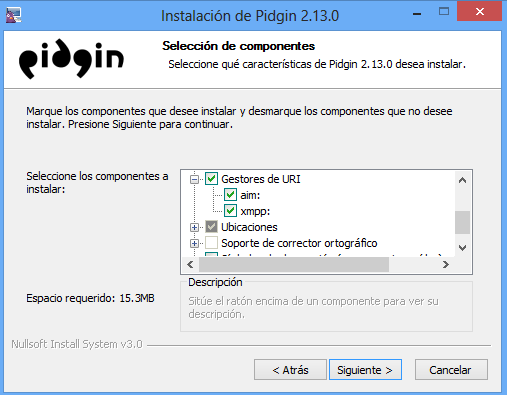 Instalación de Pidgin 2.13.0
pidgin
Selección de componentes
Seleccione qué características de Pidgin 2.13.0 desea instalar.
Marque los componentes que desee instalar y desmarque los componentes que no desee
instalar. Presione Siguiente para continuar.
Seleccione los componentes a
instalar:
Gestores de URI
aim:
xmpp:
Ubicaciones
Soporte de corrector ortográfico
Espacio requerido: 15.3MB
Descripción
Sitúe el ratón encima de un componente para ver su
descripción.
Nullsoft Install System v3.0
< Atrás
Siguiente >
Cancelar